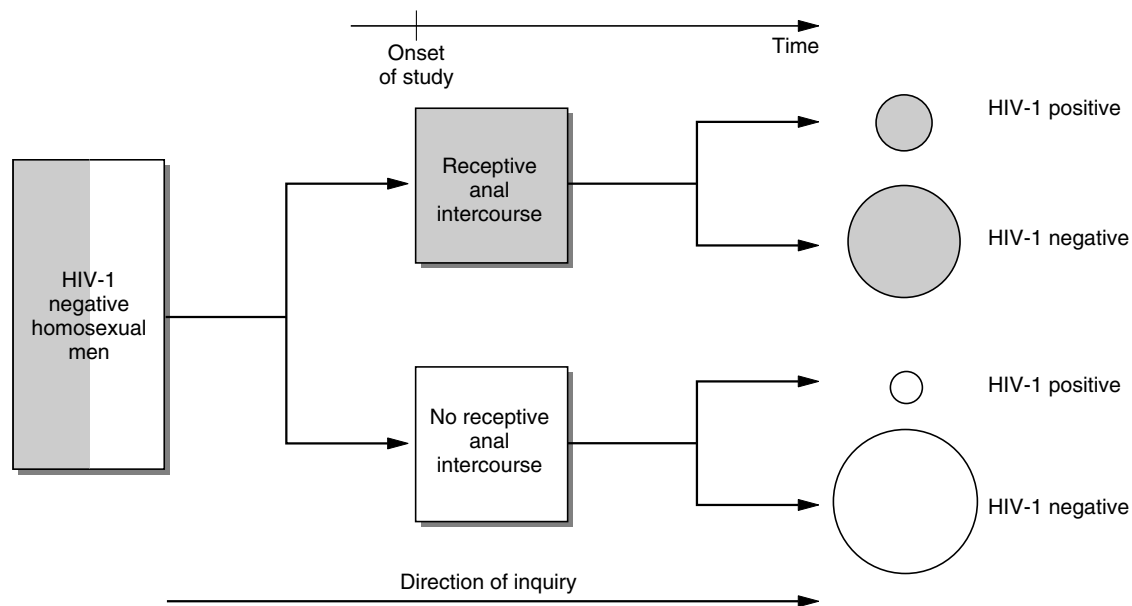 Time
Onset
of study
HIV-1 positive
Receptive
anal
intercourse
HIV-1 negative
HIV-1
negative
homosexual
men
HIV-1 positive
No receptive
anal
intercourse
HIV-1 negative
Direction of inquiry